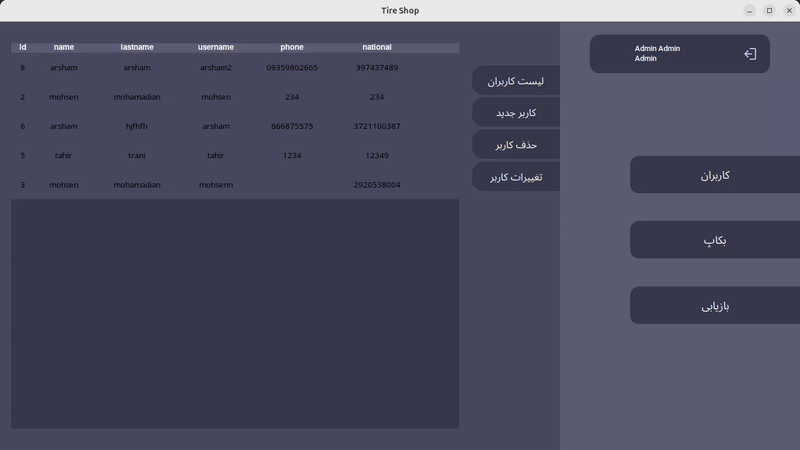 Tire Shop
id name lastname username phone national
8 arsham arsham arsham2 09359802665 397437489
2 mohsen mohamadian mohsen 234 234
6 arsham hjfhfh arsham 866875575 3721100387
5 tahir trani tahir 1234 12349
3 mohsen mohamadian mohsenn 2920538004
لیست کاربران
کاربر جدید
حذف کاربر
تغییرات کاربر
Admin Admin
Admin
کاربران
بکاپ
بازیابی